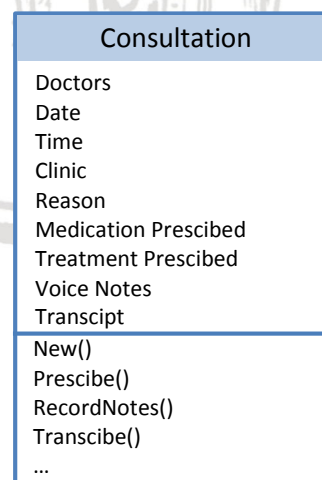 Consultation
Doctors
Date
Time
Clinic
Reason
Medication Prescibed
Treatment Prescibed
Voice Notes
Transcipt
New()
Prescibe()
RecordNotes()
Transcibe()
…